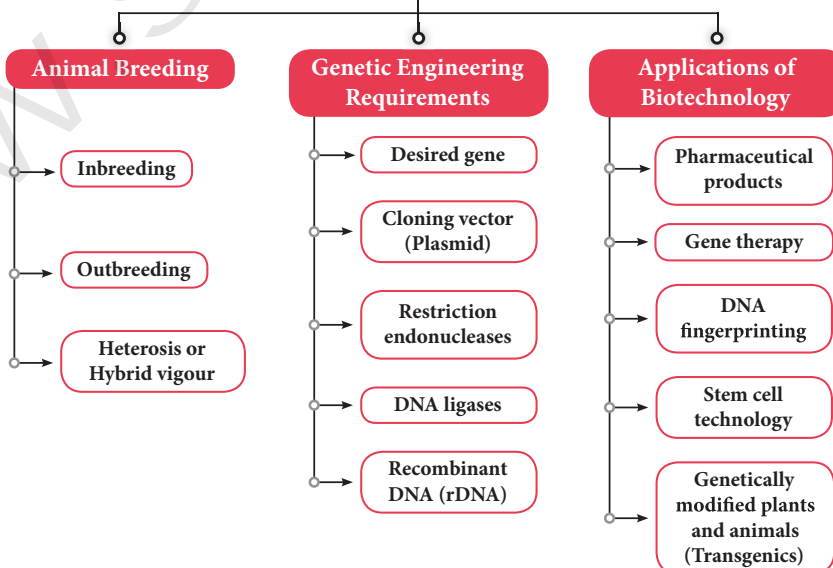 Animal Breeding
Inbreeding
Outbreeding
Heterosis or
Hybrid vigour
Genetic Engineering
Requirements
Desired gene
Cloning vector
(Plasmid)
Restriction
endonucleases
DNA ligases
Recombinant
DNA (rDNA)
Applications of
Biotechnology
Pharmaceutical
products
Gene therapy
DNA
fingerprinting
Stem cell
technology
Genetically
modified plants
and animals
(Transgenics)